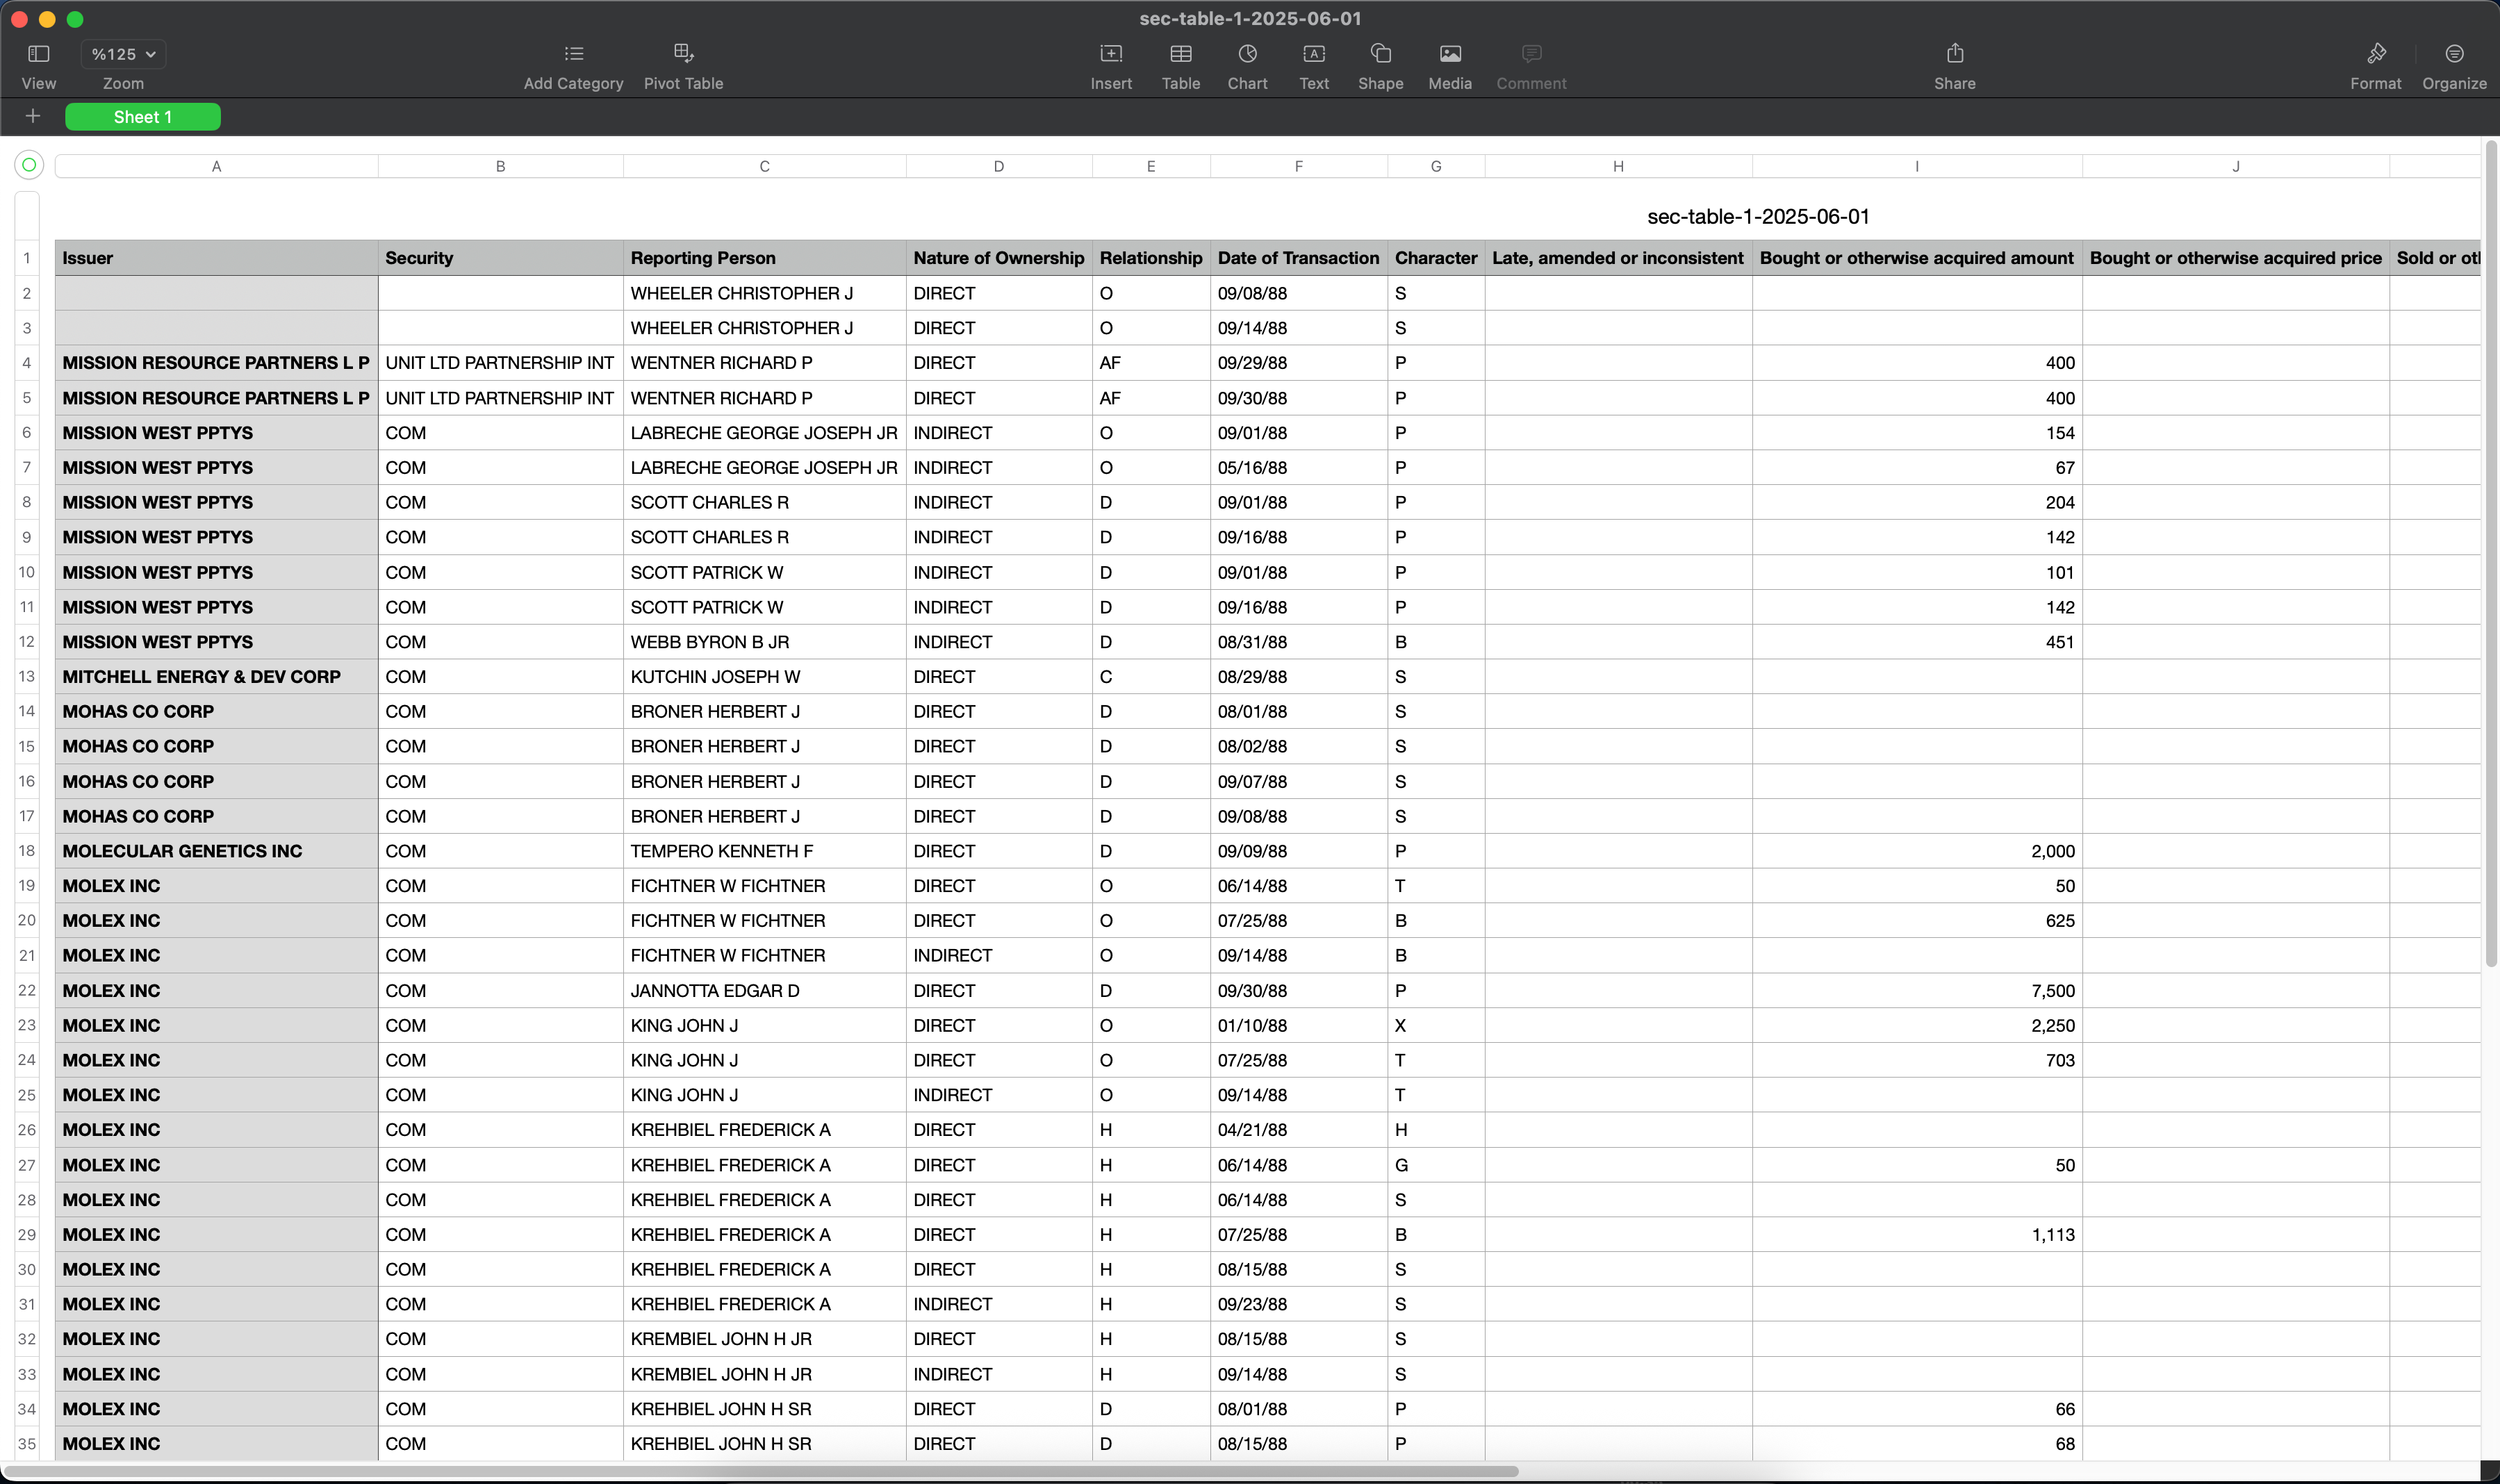 sec-table-1-2025-06-01
%125
View Zoom Add Category Pivot Table Insert Table Chart Text Shape Media Comment Share Format Organize
Sheet 1
A B C D E F G H I J
sec-table-1-2025-06-01
1 Issuer Security Reporting Person Nature of Ownership Relationship Date of Transaction Character Late, amended or inconsistent Bought or otherwise acquired amount Bought or otherwise acquired price Sold or oth
2 WHEELER CHRISTOPHER J DIRECT O 09/08/88 S
3 WHEELER CHRISTOPHER J DIRECT O 09/14/88 S
4 MISSION RESOURCE PARTNERS L P UNIT LTD PARTNERSHIP INT WENTNER RICHARD P DIRECT AF 09/29/88 P 400
5 MISSION RESOURCE PARTNERS L P UNIT LTD PARTNERSHIP INT WENTNER RICHARD P DIRECT AF 09/30/88 P 400
6 MISSION WEST PPTYS COM LABRECHE GEORGE JOSEPH JR INDIRECT O 09/01/88 P 154
7 MISSION WEST PPTYS COM LABRECHE GEORGE JOSEPH JR INDIRECT O 05/16/88 P 67
8 MISSION WEST PPTYS COM SCOTT CHARLES R INDIRECT D 09/01/88 P 204
9 MISSION WEST PPTYS COM SCOTT CHARLES R INDIRECT D 09/16/88 P 142
10 MISSION WEST PPTYS COM SCOTT PATRICK W INDIRECT D 09/01/88 P 101
11 MISSION WEST PPTYS COM SCOTT PATRICK W INDIRECT D 09/16/88 P 142
12 MISSION WEST PPTYS COM WEBB BYRON B JR INDIRECT D 08/31/88 B 451
13 MITCHELL ENERGY & DEV CORP COM KUTCHIN JOSEPH W DIRECT C 08/29/88 S
14 MOHAS CO CORP COM BRONER HERBERT J DIRECT D 08/01/88 S
15 MOHAS CO CORP COM BRONER HERBERT J DIRECT D 08/02/88 S
16 MOHAS CO CORP COM BRONER HERBERT J DIRECT D 09/07/88 S
17 MOHAS CO CORP COM BRONER HERBERT J DIRECT D 09/08/88 S
18 MOLECULAR GENETICS INC COM TEMPERO KENNETH F DIRECT D 09/09/88 P 2,000
19 MOLEX INC COM FICHTNER W FICHTNER DIRECT O 06/14/88 T 50
20 MOLEX INC COM FICHTNER W FICHTNER DIRECT O 07/25/88 B 625
21 MOLEX INC COM FICHTNER W FICHTNER INDIRECT O 09/14/88 B
22 MOLEX INC COM JANNOTTA EDGAR D DIRECT D 09/30/88 P 7,500
23 MOLEX INC COM KING JOHN J DIRECT O 01/10/88 X 2,250
24 MOLEX INC COM KING JOHN J DIRECT O 07/25/88 T 703
25 MOLEX INC COM KING JOHN J INDIRECT O 09/14/88 T
26 MOLEX INC COM KREHBIEL FREDERICK A DIRECT H 04/21/88 H
27 MOLEX INC COM KREHBIEL FREDERICK A DIRECT H 06/14/88 G 50
28 MOLEX INC COM KREHBIEL FREDERICK A DIRECT H 06/14/88 S
29 MOLEX INC COM KREHBIEL FREDERICK A DIRECT H 07/25/88 B 1,113
30 MOLEX INC COM KREHBIEL FREDERICK A DIRECT H 08/15/88 S
31 MOLEX INC COM KREHBIEL FREDERICK A INDIRECT H 09/23/88 S
32 MOLEX INC COM KREMBIEL JOHN H JR DIRECT H 08/15/88 S
33 MOLEX INC COM KREMBIEL JOHN H JR INDIRECT H 09/14/88 S
34 MOLEX INC COM KREHBIEL JOHN H SR DIRECT D 08/01/88 P 66
35 MOLEX INC COM KREHBIEL JOHN H SR DIRECT D 08/15/88 P 68